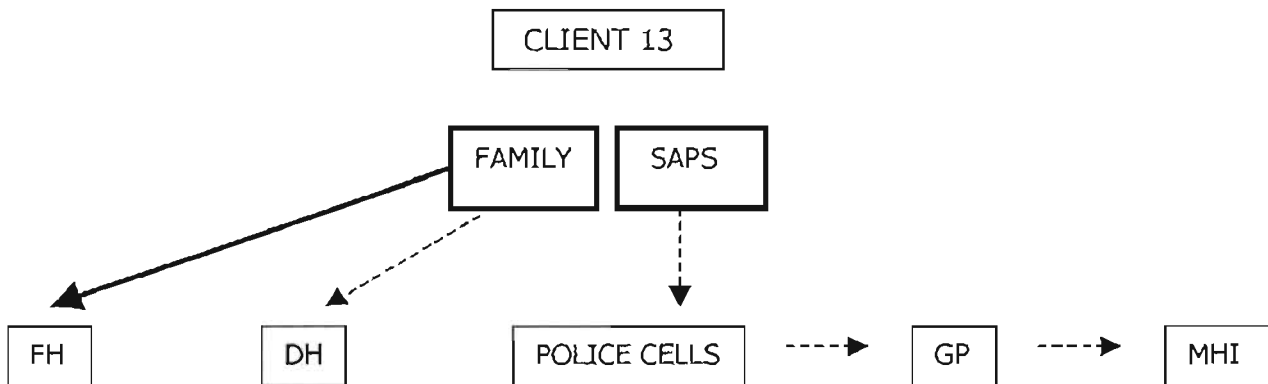 CLIENT 13
FAMILY SAPS
FH DH POLICE CELLS GP MHI